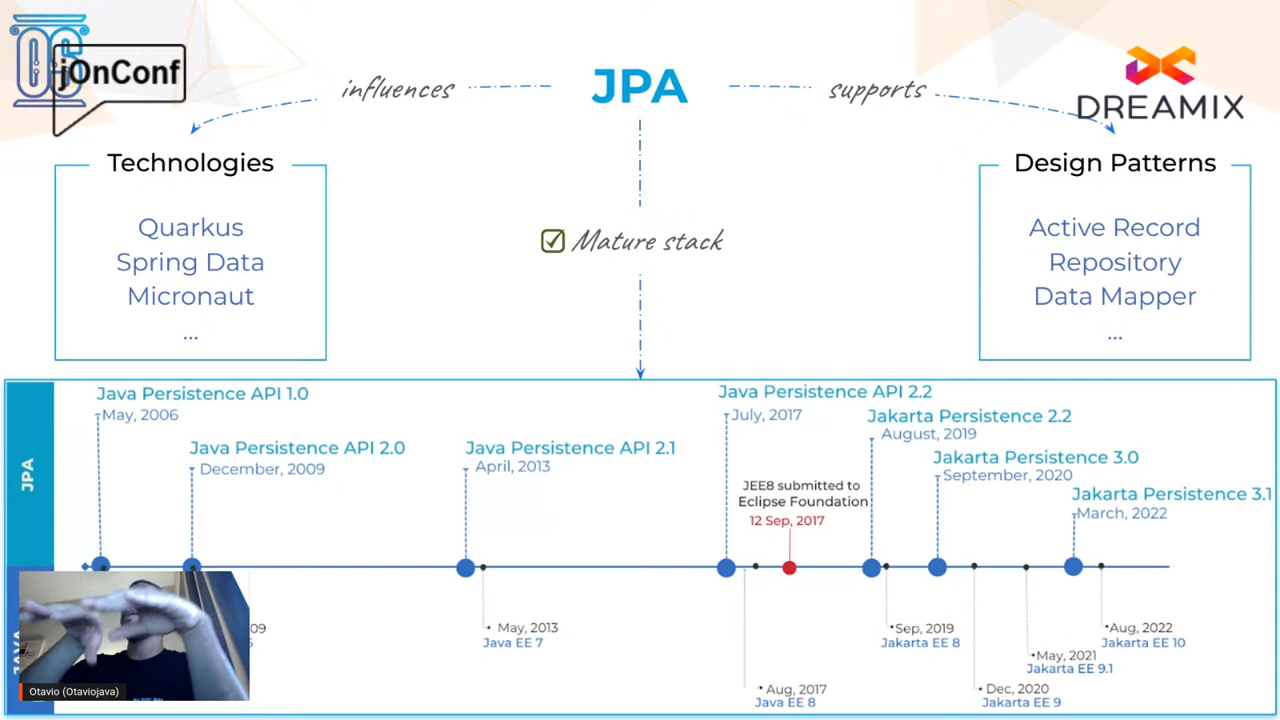 jOnConf
influences
JPA
supports
DREAMIX
Technologies
Quarkus
Spring Data
Micronaut
...
Mature stack
Design Patterns
Active Record
Repository
Data Mapper
...
JPA
Java Persistence API 1.0
May, 2006
Java Persistence API 2.0
December, 2009
Java Persistence API 2.1
April, 2013
Java Persistence API 2.2
July, 2017
JEE8 submitted to
Eclipse Foundation
12 Sep, 2017
Jakarta Persistence 2.2
August, 2019
Jakarta Persistence 3.0
September, 2020
Jakarta Persistence 3.1
March, 2022
09
May, 2013
Java EE 7
Aug, 2017
Java EE 8
Sep, 2019
Jakarta EE 8
Dec, 2020
Jakarta EE 9
May, 2021
Jakarta EE 9.1
Aug, 2022
Jakarta EE 10
Otavio (Otaviojava)